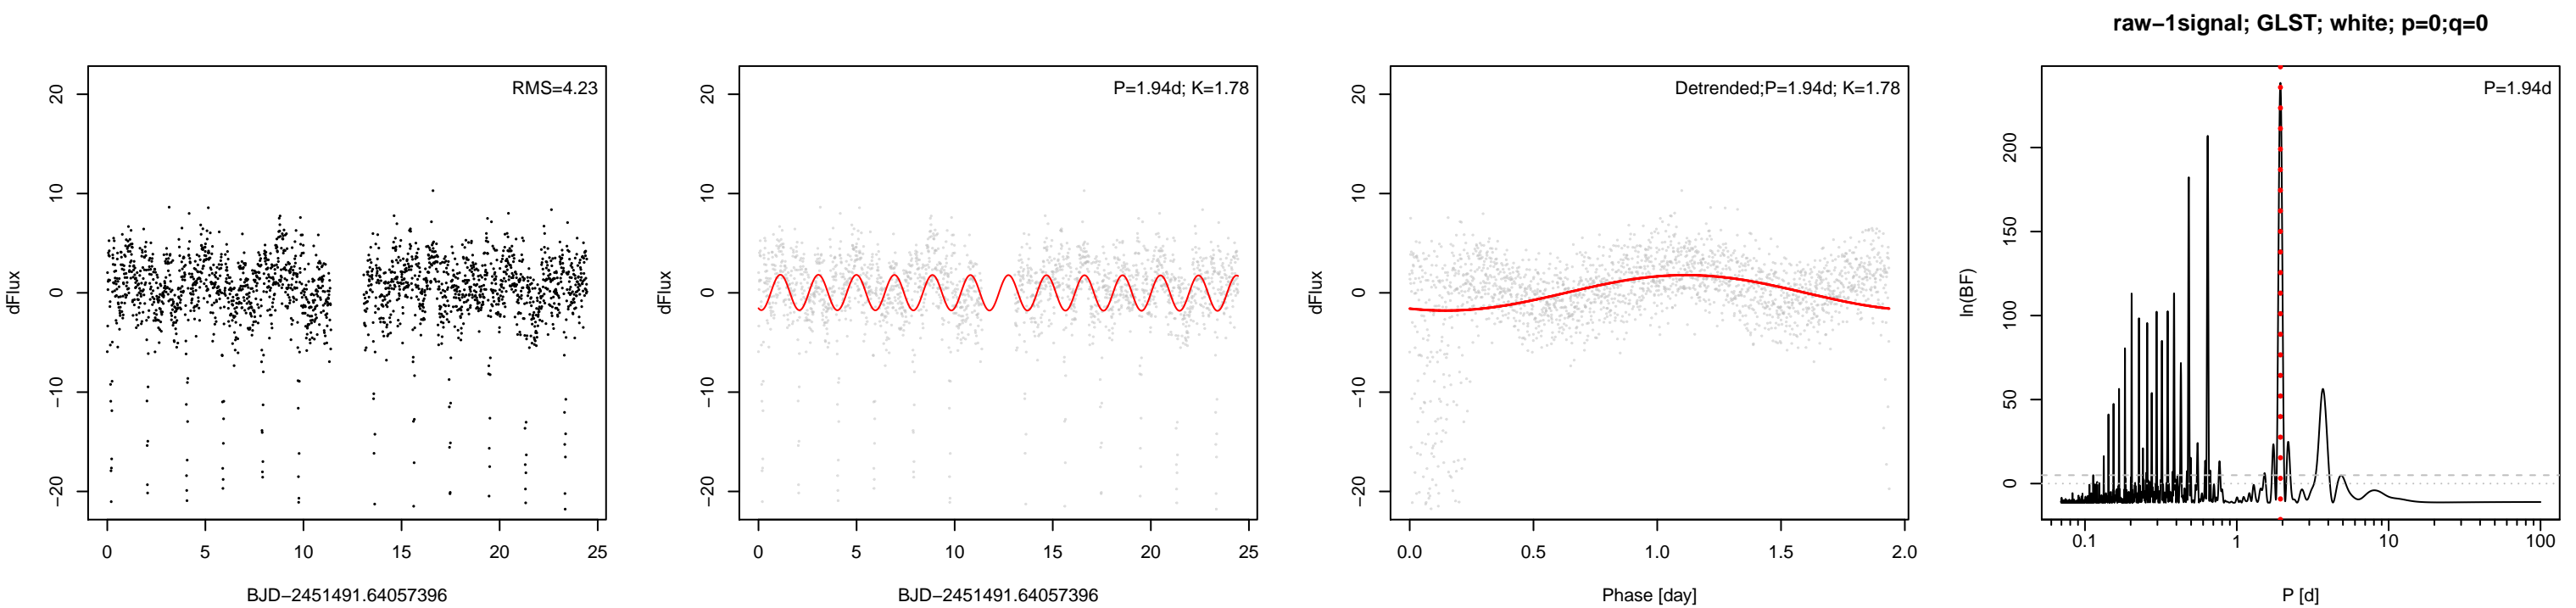 raw−1signal; GLST; white; p=0;q=0
RMS=4.23
20
10
0
−10
−20
dFlux
0 5 10 15 20 25
BJD−2451491.64057396
P=1.94d; K=1.78
20
10
0
−10
−20
dFlux
0 5 10 15 20 25
BJD−2451491.64057396
Detrended;P=1.94d; K=1.78
20
10
0
−10
−20
dFlux
0.0 0.5 1.0 1.5 2.0
Phase [day]
P=1.94d
200
150
100
50
0
ln(BF)
0.1 1 10 100
P [d]